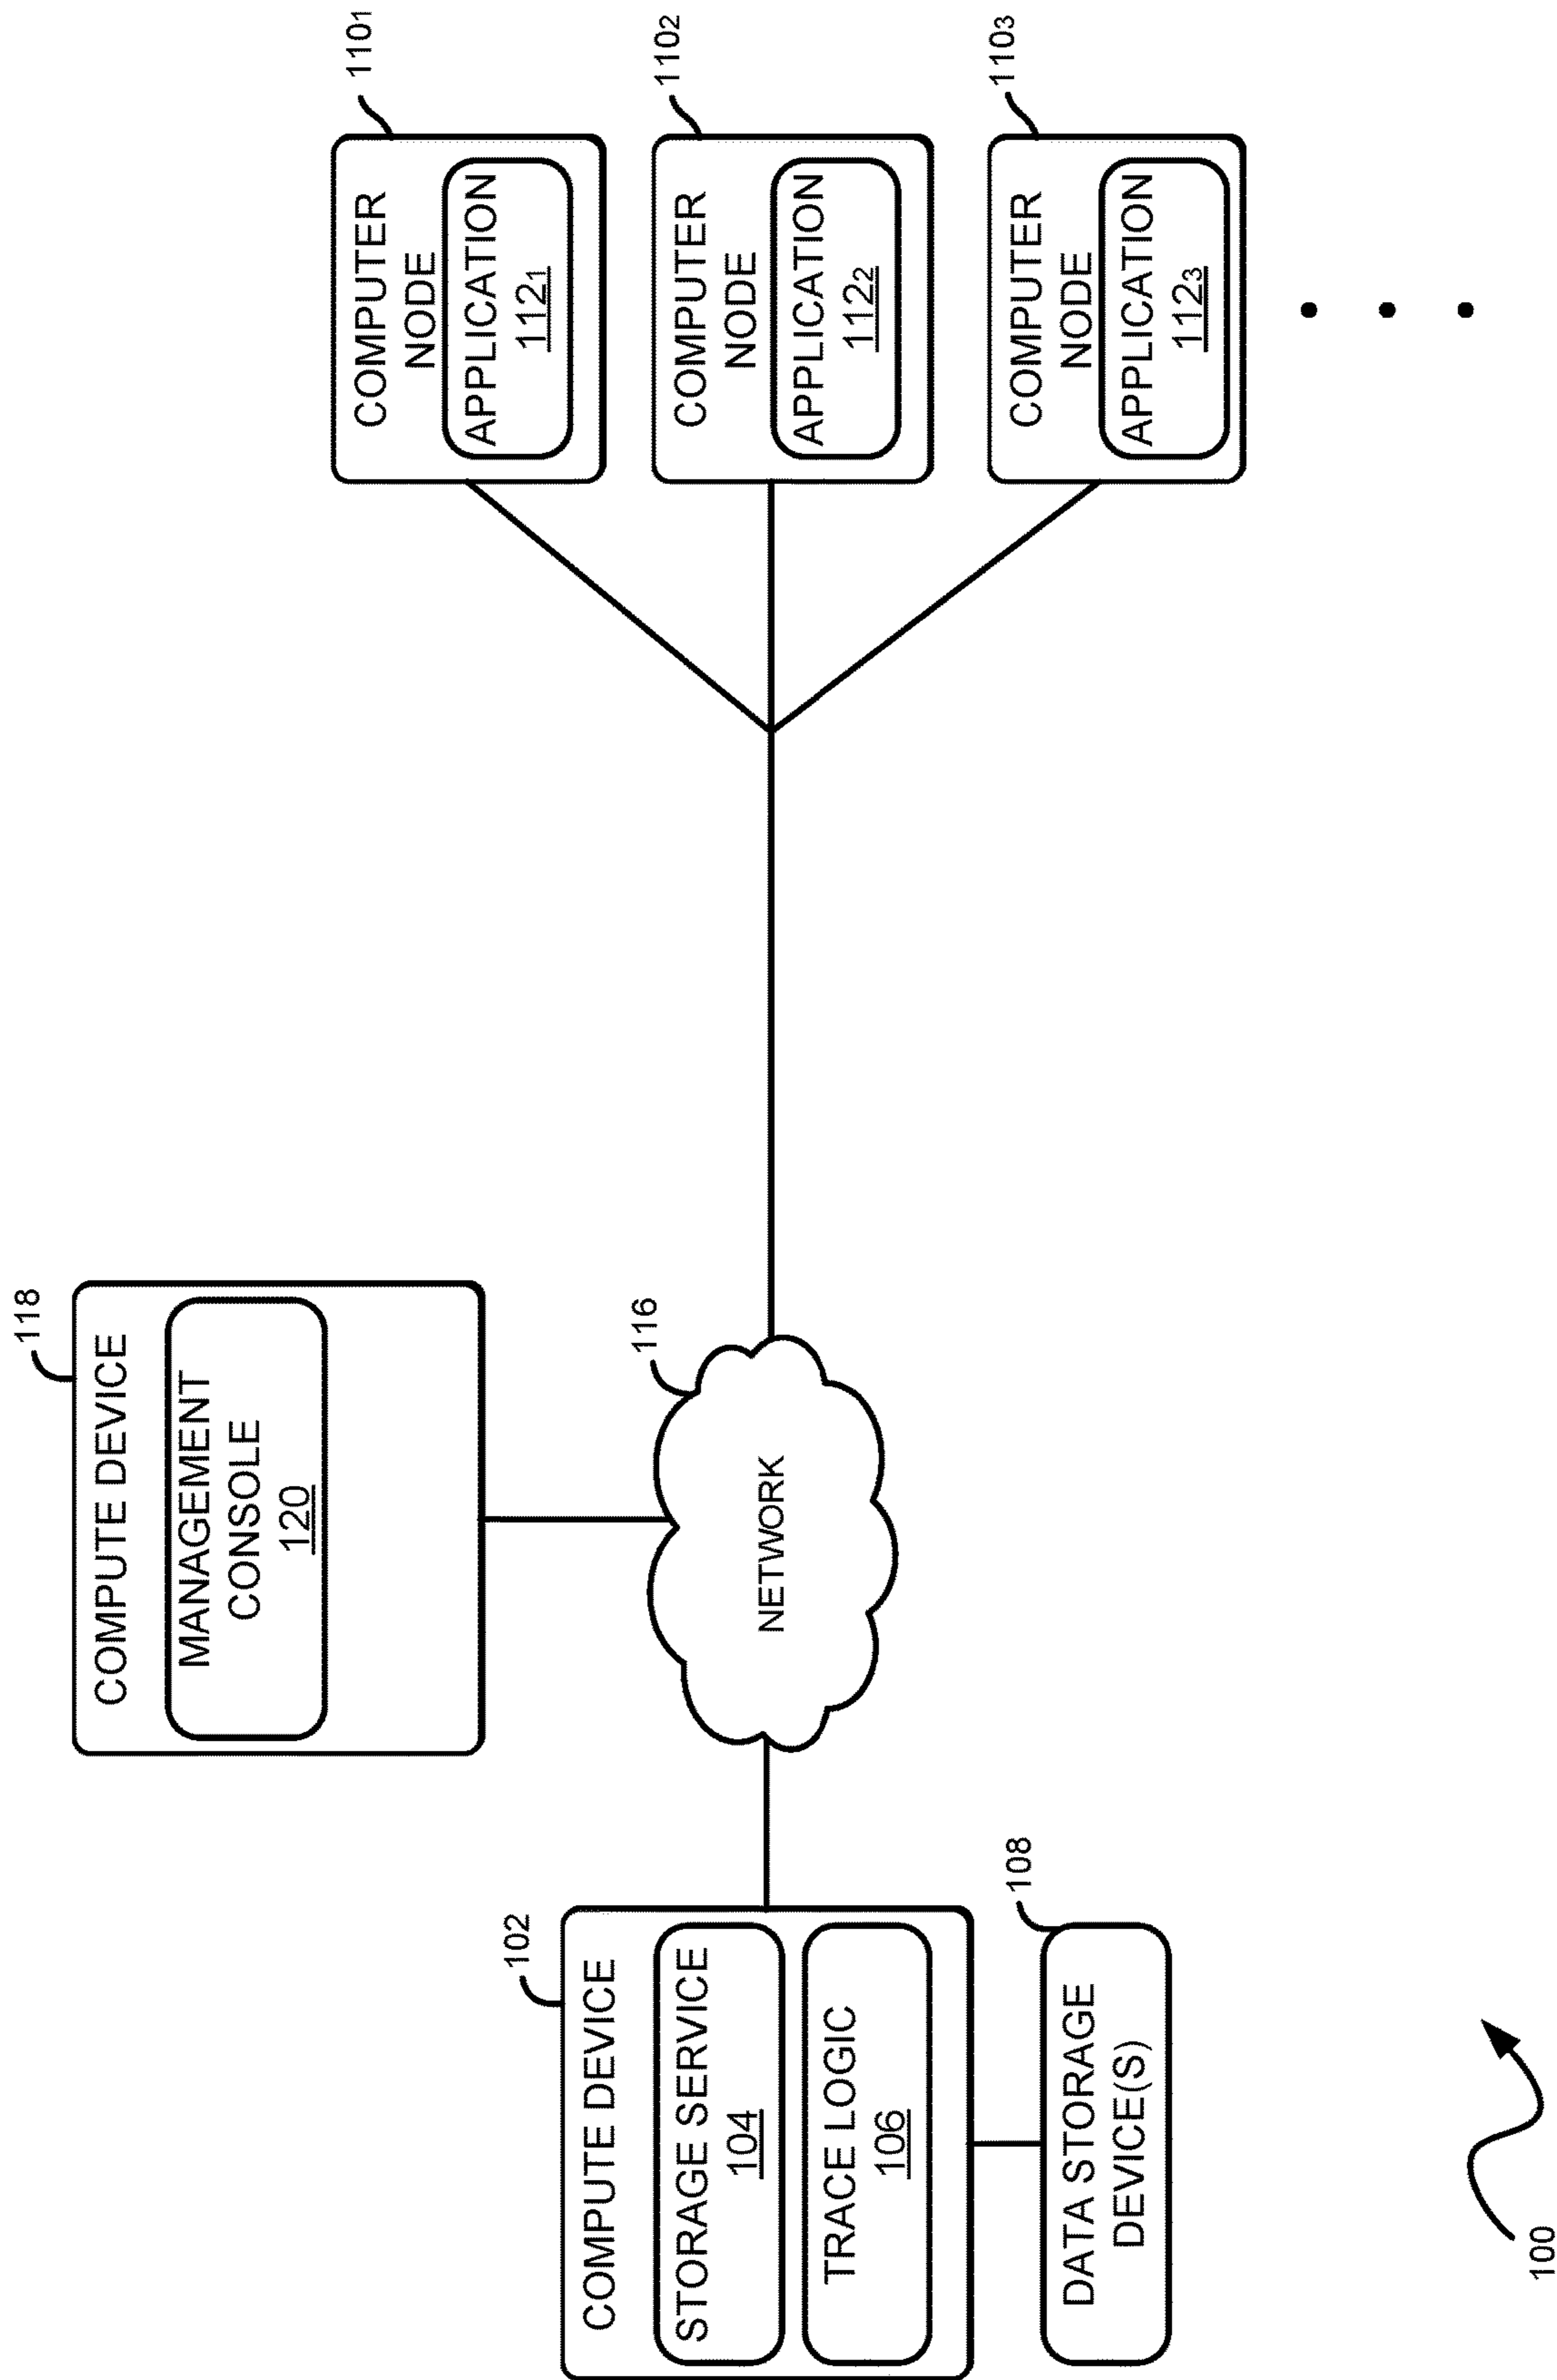 118
COMPUTE DEVICE
MANAGEMENT
CONSOLE
120
102
COMPUTE DEVICE
STORAGE SERVICE
104
TRACE LOGIC
106
108
DATA STORAGE
DEVICE(S)
116
NETWORK
110₁
COMPUTER
NODE
APPLICATION
112₁
110₂
COMPUTER
NODE
APPLICATION
112₂
110₃
COMPUTER
NODE
APPLICATION
112₃
• • •
100